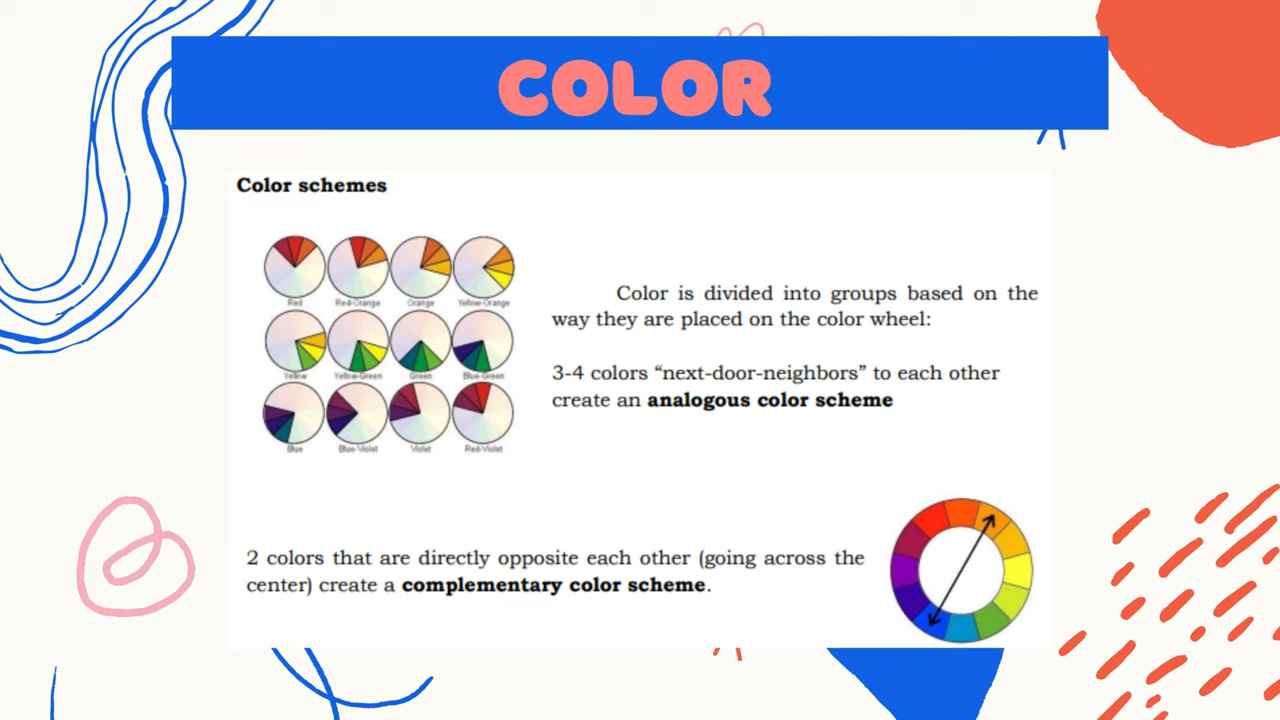 COLOR
Color schemes
Red Red-Orange Orange Yellow-Orange
Yellow Yellow-Green Green Blue-Green
Blue Blue-Violet Violet Red-Violet
Color is divided into groups based on the
way they are placed on the color wheel:
3-4 colors “next-door-neighbors” to each other
create an analogous color scheme
2 colors that are directly opposite each other (going across the
center) create a complementary color scheme.